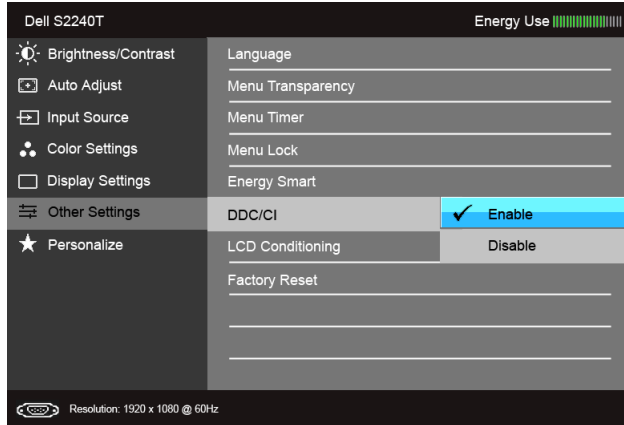 Dell S2240T
Energy Use
Brightness/Contrast
Auto Adjust
Input Source
Color Settings
Display Settings
Other Settings
Personalize
Language
Menu Transparency
Menu Timer
Menu Lock
Energy Smart
DDC/CI
Enable
Disable
LCD Conditioning
Factory Reset
Resolution: 1920 x 1080 @ 60Hz